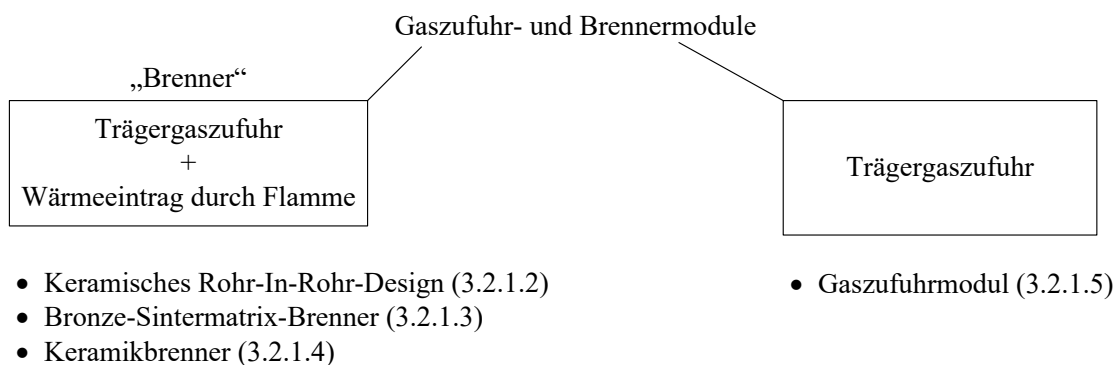 Gaszufuhr- und Brennermodule
„Brenner“
Trägergaszufuhr
+
Wärmeeintrag durch Flamme
Trägergaszufuhr
• Keramisches Rohr-In-Rohr-Design (3.2.1.2)
• Bronze-Sintermatrix-Brenner (3.2.1.3)
• Keramikbrenner (3.2.1.4)
• Gaszufuhrmodul (3.2.1.5)